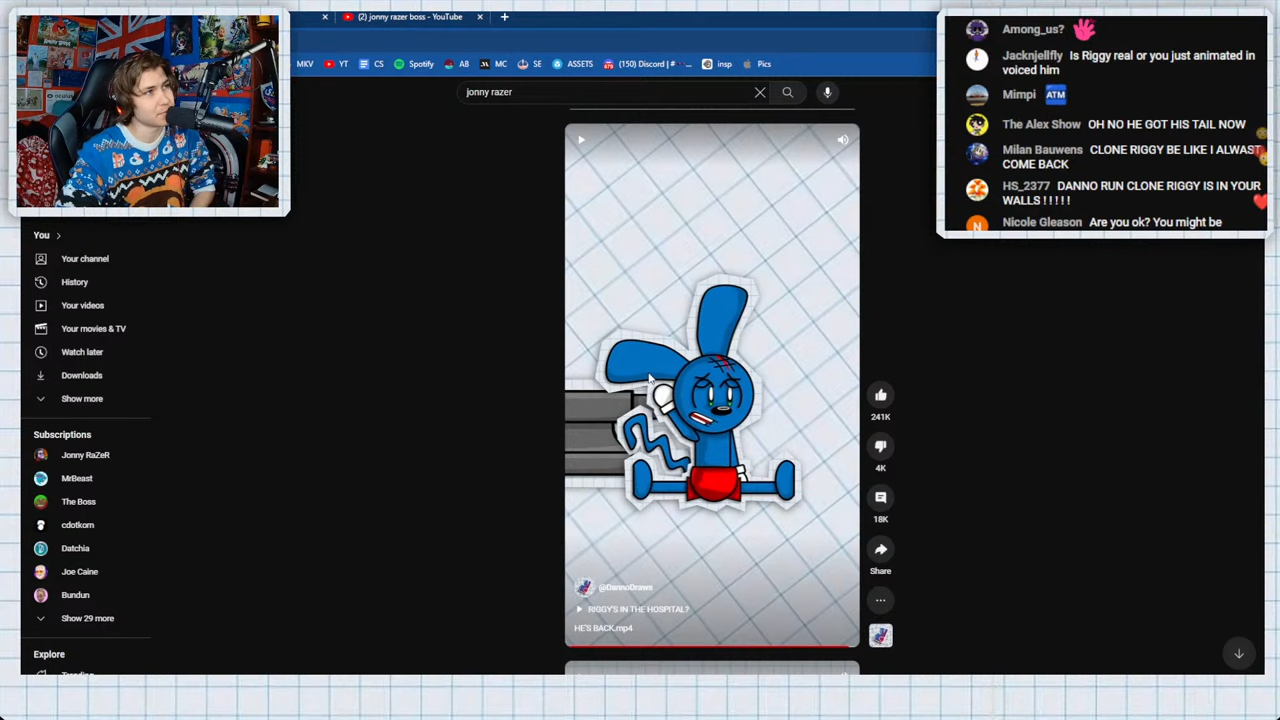 (2) jonny razer boss - YouTube
MKV
YT
CS
Spotify
AB
MC
SE
ASSETS
(150) Discord | #
insp
Pics
jonny razer
Among_us?
Jacknjellfly Is Riggy real or you just animated in
voiced him
Mimpi ATM
The Alex Show OH NO HE GOT HIS TAIL NOW
Milan Bauwens CLONE RIGGY BE LIKE I ALWAST
COME BACK
HS_2377 DANNO RUN CLONE RIGGY IS IN YOUR
WALLS ! ! ! ! !
Nicole Gleason Are you ok? You might be
You
Your channel
History
Your videos
Your movies & TV
Watch later
Downloads
Show more
Subscriptions
Jonny RaZeR
MrBeast
The Boss
cdotkom
Datchia
Joe Caine
Bundun
Show 29 more
Explore
241K
4K
18K
Share
@DannoDraws
RIGGY'S IN THE HOSPITAL?
HE'S BACK.mp4